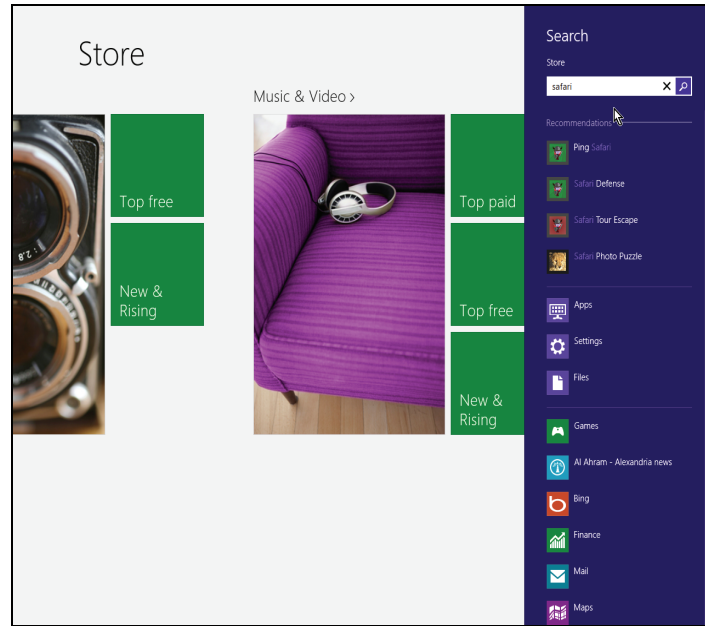 Store
Music & Video >
Top free
New &
Rising
2.8
Top paid
Top free
New &
Rising
Search
Store
safari
Recommendations
Ping Safari
Safari Defense
Safari Tour Escape
Safari Photo Puzzle
Apps
Settings
Files
Games
Al Ahram - Alexandria news
Bing
Finance
Mail
Maps